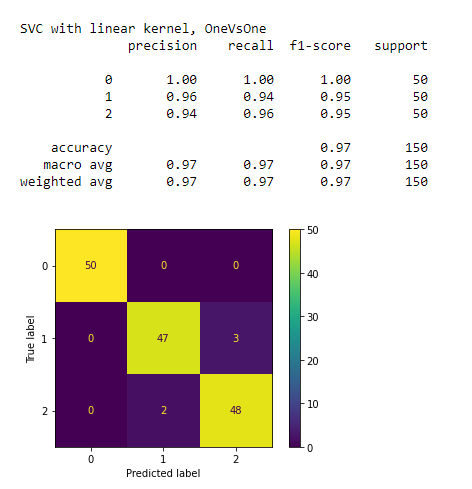 SVC with linear kernel, OneVsOne
precision recall f1-score support
0 1.00 1.00 1.00 50
1 0.96 0.94 0.95 50
2 0.94 0.96 0.95 50
accuracy 0.97 150
macro avg 0.97 0.97 0.97 150
weighted avg 0.97 0.97 0.97 150
50
0 50 0 0
40
30
True label
1 0 47 3
20
10
2 0 2 48
0
0 1 2
Predicted label